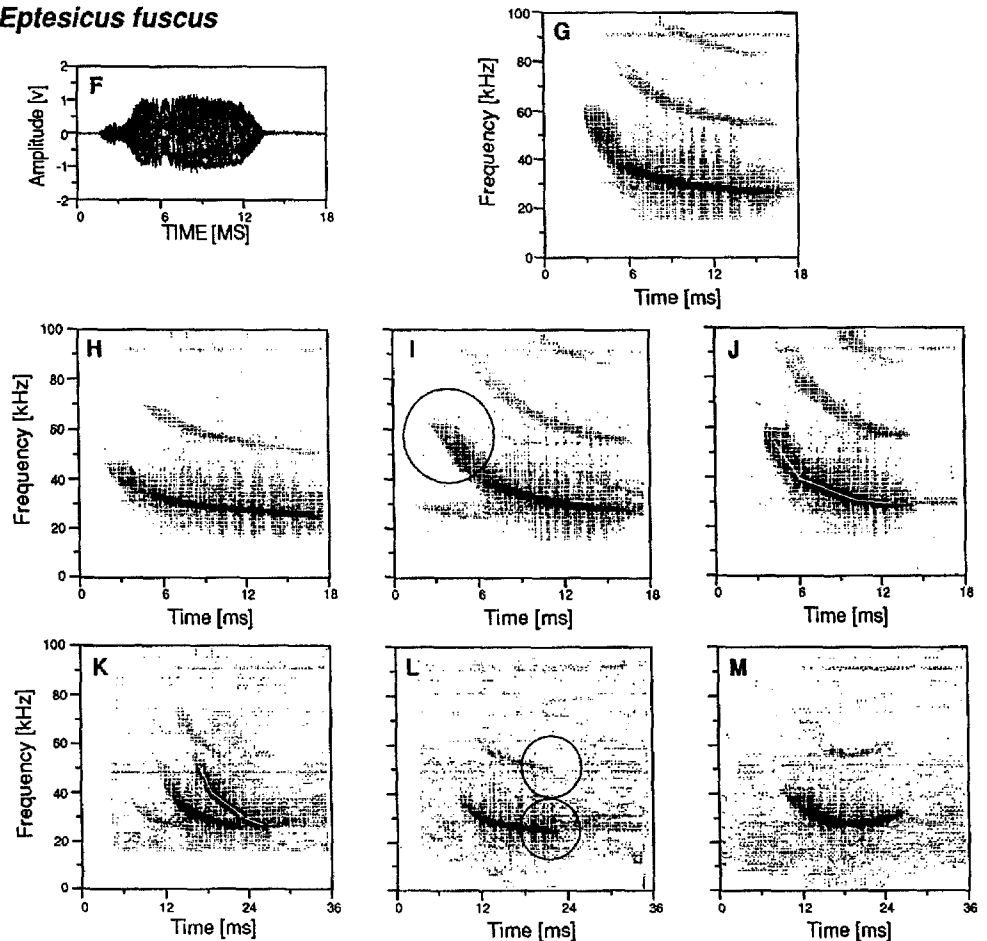 Eptesicus fuscus
F
Amplitude [v]
2
1
0
-1
-2
0 6 12 18
TIME [MS]
G
Frequency [kHz]
100
80
60
40
20
0
0 6 12 18
Time [ms]
H
Frequency [kHz]
100
80
60
40
20
0
0 6 12 18
Time [ms]
I
0 6 12 18
Time [ms]
J
0 6 12 18
Time [ms]
K
Frequency [kHz]
100
80
60
40
20
0
0 12 24 36
Time [ms]
L
0 12 24 36
Time [ms]
M
0 12 24 36
Time [ms]